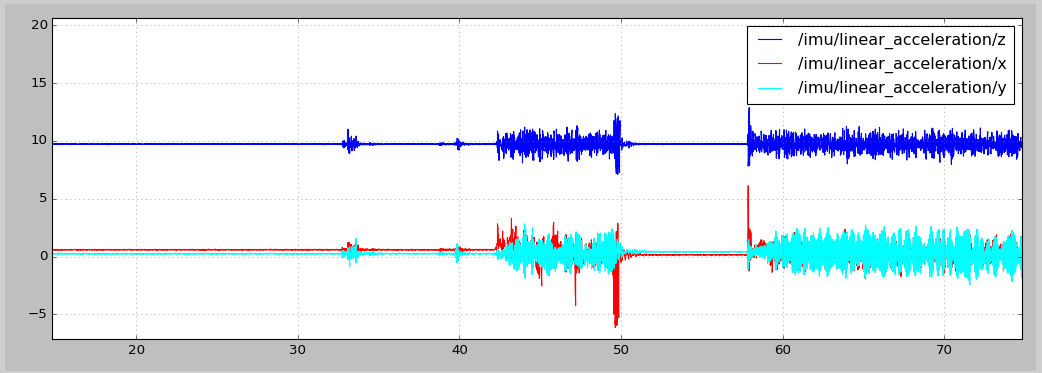 20
15
10
5
0
−5
/imu/linear_acceleration/z
/imu/linear_acceleration/x
/imu/linear_acceleration/y
20 30 40 50 60 70